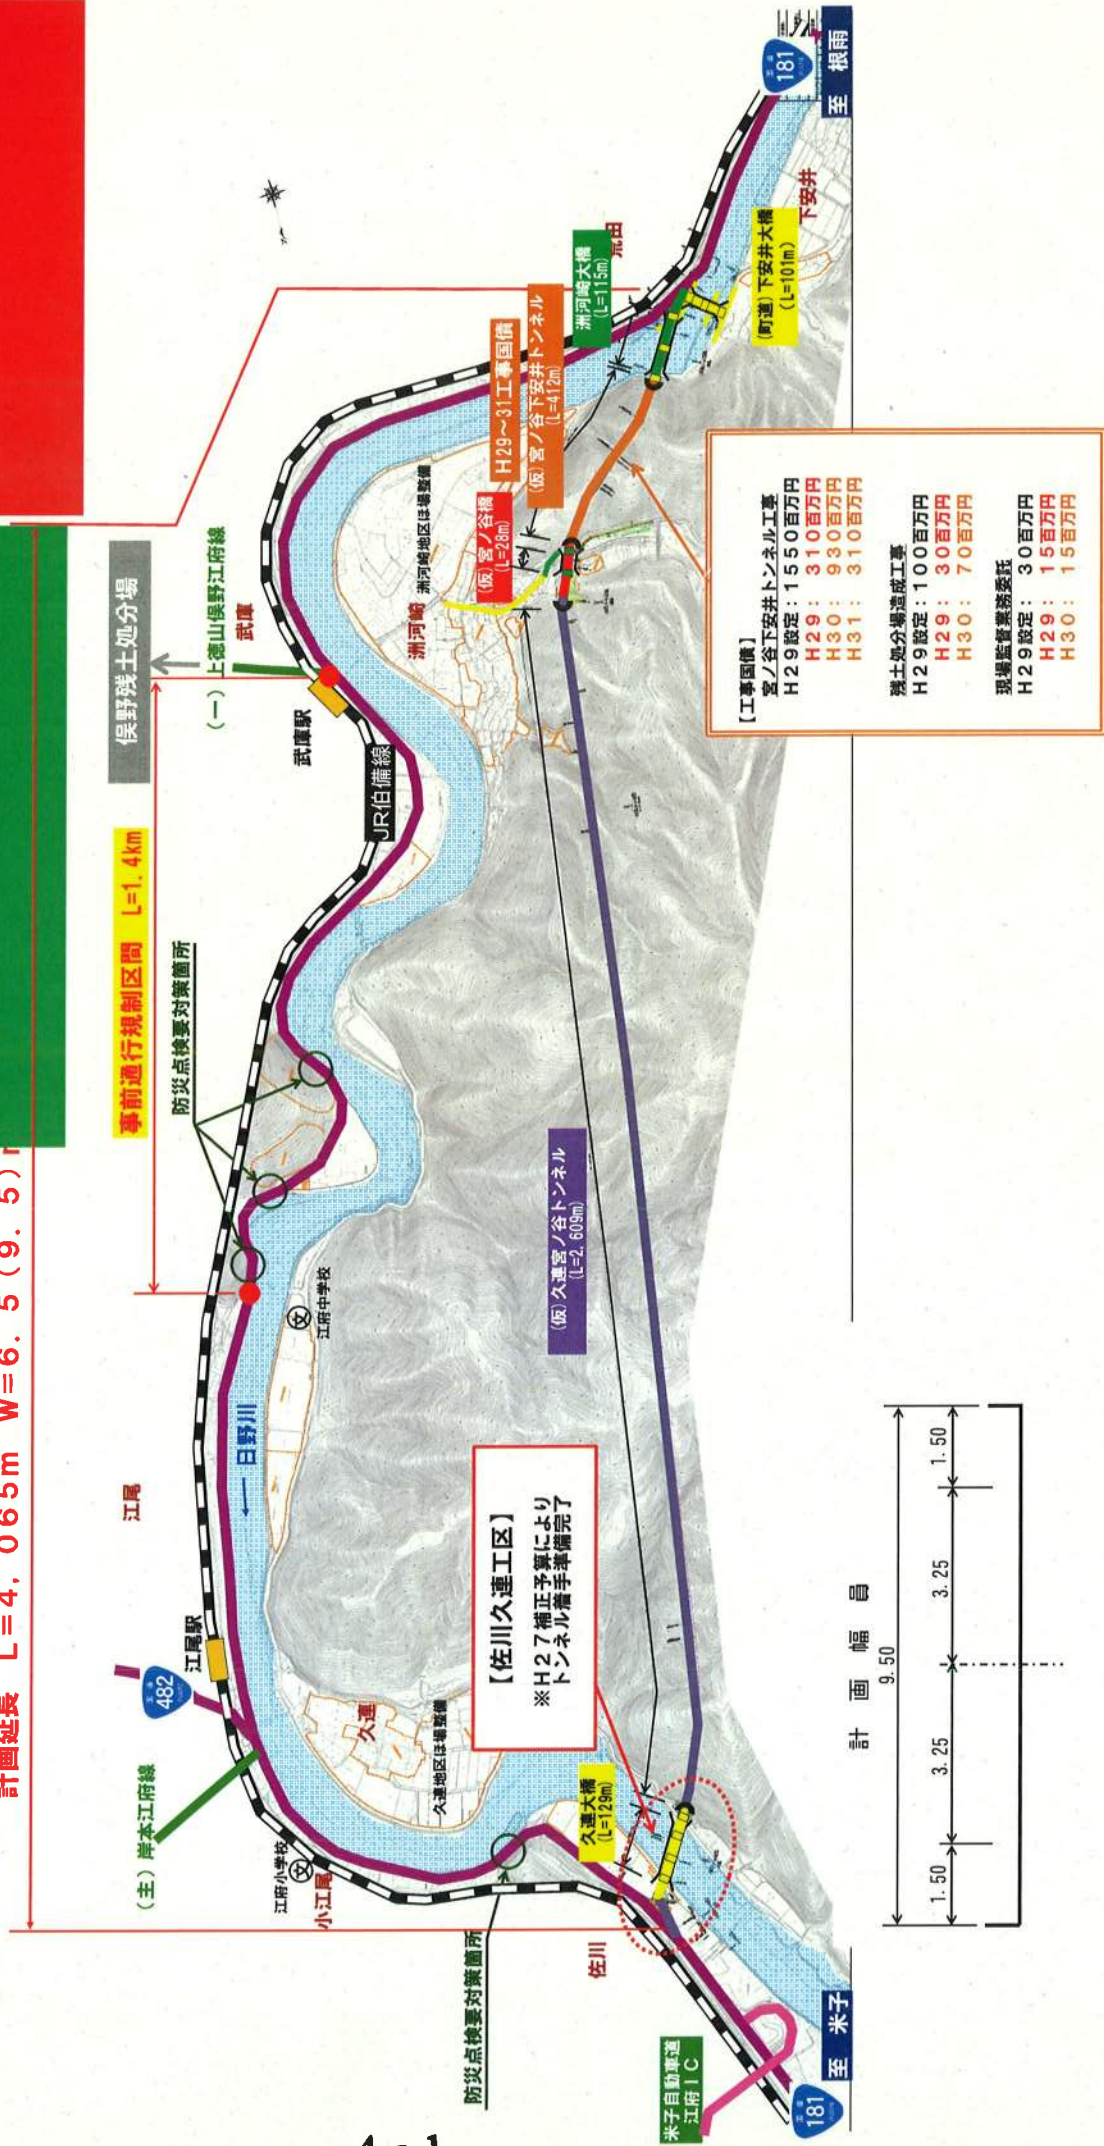 計画延長 L=4, 065m W=6. 5 (9. 5)
俣野残土処分場
事前通行規制区間 L=1. 4km
防災点検要対策箇所
(一)上徳山俣野江府線
武庫
武庫駅
JR伯備線
江尾
482
江尾駅
(主)岸本江府線
江府小学校
文
小江尾
日野川
文
江府中学校
久連
久連地区ほ場整備
洲河崎
洲河崎地区ほ場整備
(仮)宮ノ谷橋
(L=28m)
H29～31工事国債
(仮)宮ノ谷下安井トンネル
(L=412m)
洲河崎大橋
(L=115m)
荒田
181
至 根雨
下安井
(町道)下安井大橋
(L=101m)
【佐川久連工区】
※H27補正予算により
トンネル着手準備完了
(仮)久連宮ノ谷トンネル
(L=2, 609m)
久連大橋
(L=129m)
防災点検要対策箇所
佐川
米子自動車道
江府IC
181
至 米子
【工事国債】
宮ノ谷下安井トンネル工事
H29設定：1550百万円
H29： 310百万円
H30： 930百万円
H31： 310百万円
残土処分場造成工事
H29設定：100百万円
H29： 30百万円
H30： 70百万円
現場監督業務委託
H29設定： 30百万円
H29： 15百万円
H30： 15百万円
計画幅員
9.50
1.50
3.25
3.25
1.50